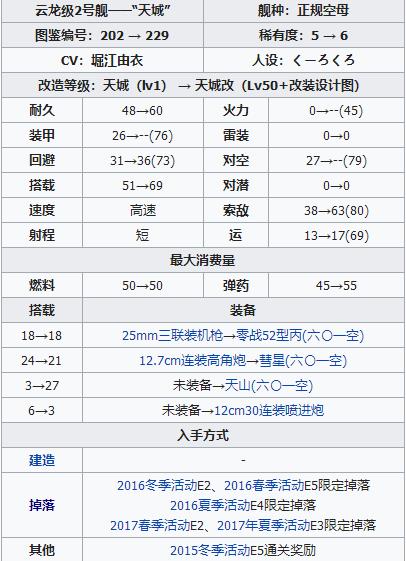 云龙级2号舰——“天城” 舰种：正规空母
图鉴编号：202 → 229 稀有度：5 → 6
CV：堀江由衣 人设：くーろくろ
改造等级：天城（lv1） → 天城改（Lv50+改装设计图）
耐久 48→60 火力 0→--(45)
装甲 26→--(76) 雷装 0→0
回避 31→36(73) 对空 27→--(79)
搭载 51→69 对潜 0→0
速度 高速 索敌 38→63(80)
射程 短 运 13→17(69)
最大消费量
燃料 50→50 弹药 45→55
搭载 装备
18→18 25mm三联装机枪→零战52型丙(六〇一空)
24→21 12.7cm连装高角炮→彗星(六〇一空)
3→27 未装备→天山(六〇一空)
6→3 未装备→12cm30连装喷进炮
入手方式
建造 -
掉落 2016冬季活动E2、2016春季活动E5限定掉落
2016夏季活动E4限定掉落
2017春季活动E2、2017年夏季活动E3限定掉落
其他 2015冬季活动E5通关奖励